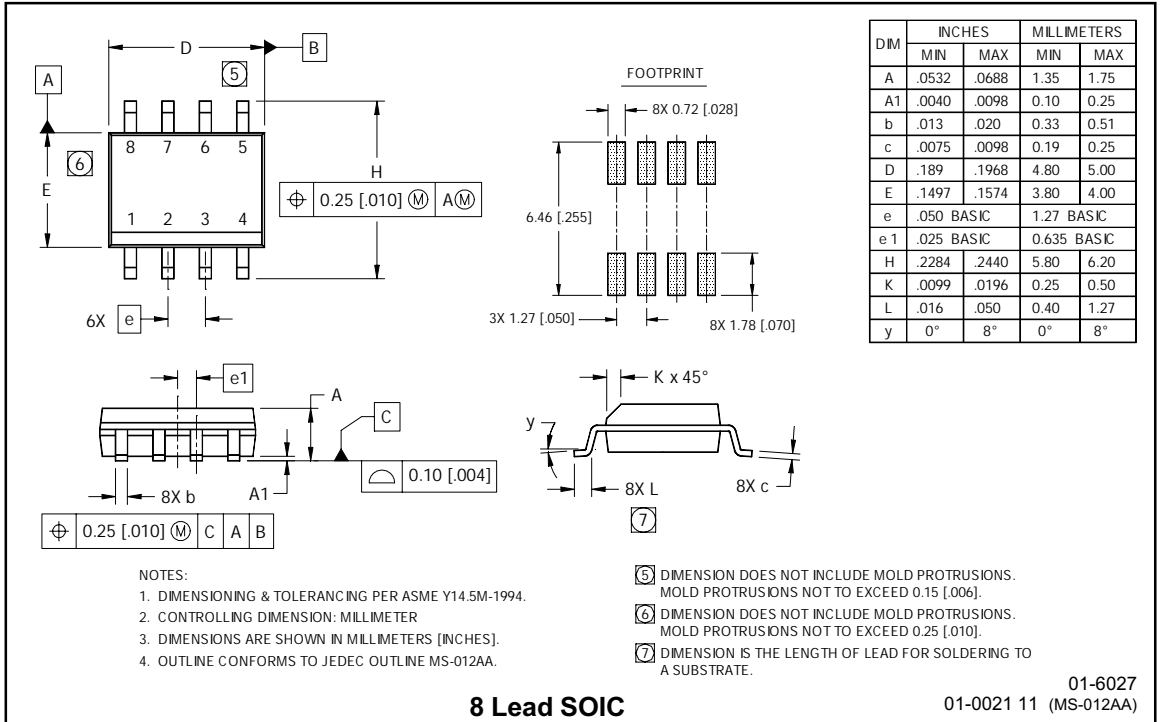 D
B
5
A
8 7 6 5
6
E
H
⌖ 0.25 [.010] Ⓜ A Ⓜ
1 2 3 4
6X e
FOOTPRINT
8X 0.72 [.028]
6.46 [.255]
3X 1.27 [.050]
8X 1.78 [.070]
DIM INCHES MILLIMETERS
MIN MAX MIN MAX
A .0532 .0688 1.35 1.75
A1 .0040 .0098 0.10 0.25
b .013 .020 0.33 0.51
c .0075 .0098 0.19 0.25
D .189 .1968 4.80 5.00
E .1497 .1574 3.80 4.00
e .050 BASIC 1.27 BASIC
e 1 .025 BASIC 0.635 BASIC
H .2284 .2440 5.80 6.20
K .0099 .0196 0.25 0.50
L .016 .050 0.40 1.27
y 0° 8° 0° 8°
e1
A
C
⌓ 0.10 [.004]
8X b
A1
⌖ 0.25 [.010] Ⓜ C A B
K x 45°
y
8X L
8X c
7
NOTES:
1. DIMENSIONING & TOLERANCING PER ASME Y14.5M-1994.
2. CONTROLLING DIMENSION: MILLIMETER
3. DIMENSIONS ARE SHOWN IN MILLIMETERS [INCHES].
4. OUTLINE CONFORMS TO JEDEC OUTLINE MS-012AA.
5 DIMENSION DOES NOT INCLUDE MOLD PROTRUSIONS.
MOLD PROTRUSIONS NOT TO EXCEED 0.15 [.006].
6 DIMENSION DOES NOT INCLUDE MOLD PROTRUSIONS.
MOLD PROTRUSIONS NOT TO EXCEED 0.25 [.010].
7 DIMENSION IS THE LENGTH OF LEAD FOR SOLDERING TO
A SUBSTRATE.
8 Lead SOIC
01-6027
01-0021 11 (MS-012AA)